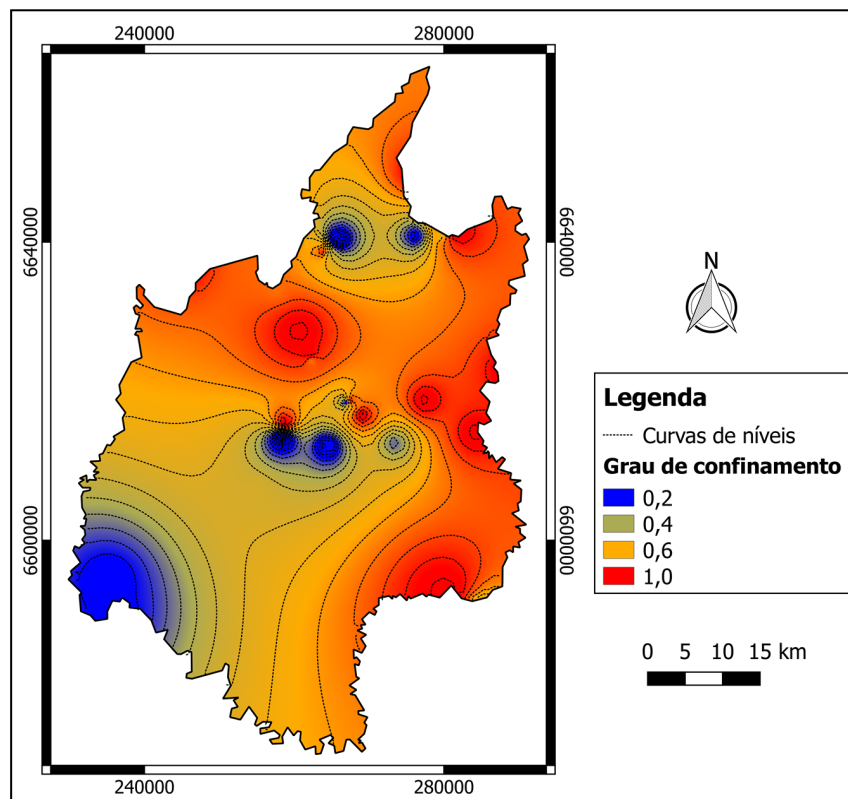 240000 280000
6640000 6640000
6600000 6600000
240000 280000
N
Legenda
Curvas de níveis
Grau de confinamento
0,2
0,4
0,6
1,0
0 5 10 15 km